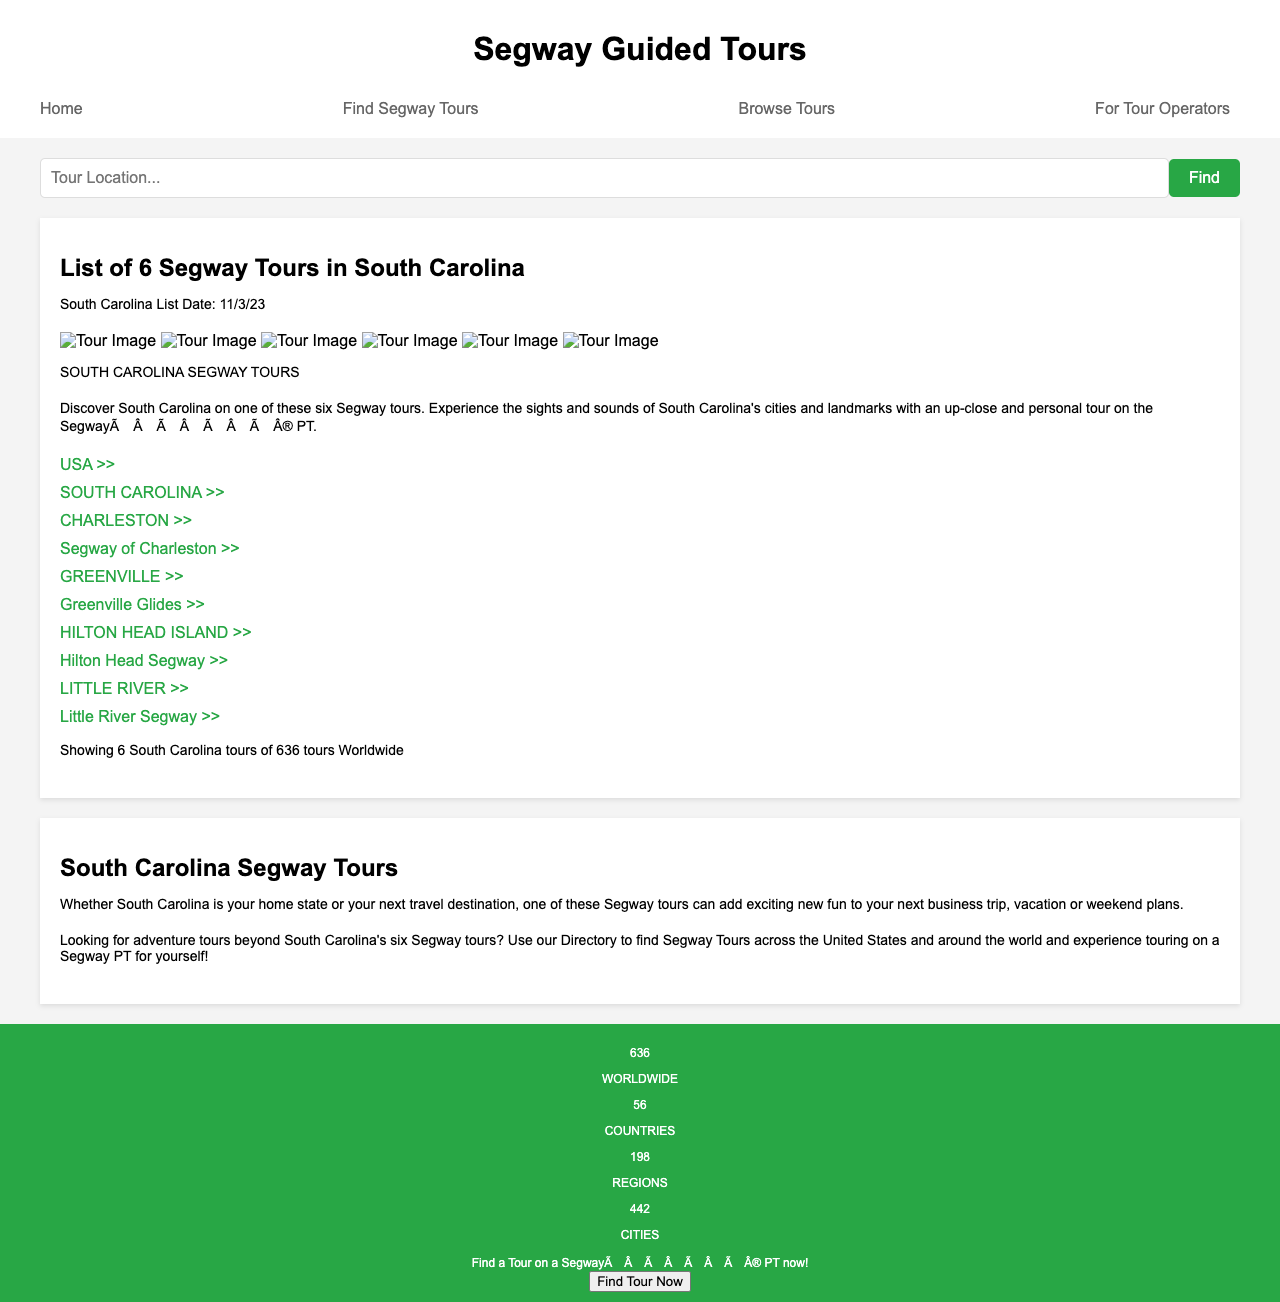 Segway Guided Tours
Home Find Segway Tours Browse Tours For Tour Operators
Tour Location... Find
List of 6 Segway Tours in South Carolina
South Carolina List Date: 11/3/23
Tour Image Tour Image Tour Image Tour Image Tour Image Tour Image
SOUTH CAROLINA SEGWAY TOURS
Discover South Carolina on one of these six Segway tours. Experience the sights and sounds of South Carolina's cities and landmarks with an up-close and personal tour on the
SegwayÃ Â Ã Â Ã Â Ã Â® PT.
USA >>
SOUTH CAROLINA >>
CHARLESTON >>
Segway of Charleston >>
GREENVILLE >>
Greenville Glides >>
HILTON HEAD ISLAND >>
Hilton Head Segway >>
LITTLE RIVER >>
Little River Segway >>
Showing 6 South Carolina tours of 636 tours Worldwide
South Carolina Segway Tours
Whether South Carolina is your home state or your next travel destination, one of these Segway tours can add exciting new fun to your next business trip, vacation or weekend plans.
Looking for adventure tours beyond South Carolina's six Segway tours? Use our Directory to find Segway Tours across the United States and around the world and experience touring on a
Segway PT for yourself!
636
WORLDWIDE
56
COUNTRIES
198
REGIONS
442
CITIES
Find a Tour on a SegwayÃ Â Ã Â Ã Â Ã Â® PT now!
Find Tour Now